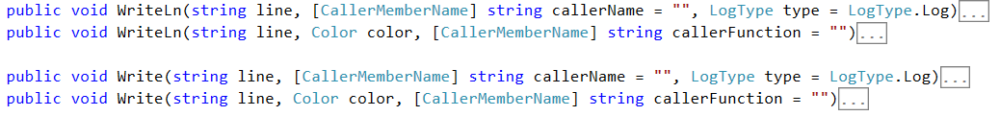 public void WriteLn(string line, [CallerMemberName] string callerName = "", LogType type = LogType.Log)...
public void WriteLn(string line, Color color, [CallerMemberName] string callerFunction = "")...
public void Write(string line, [CallerMemberName] string callerName = "", LogType type = LogType.Log)...
public void Write(string line, Color color, [CallerMemberName] string callerFunction = "")...